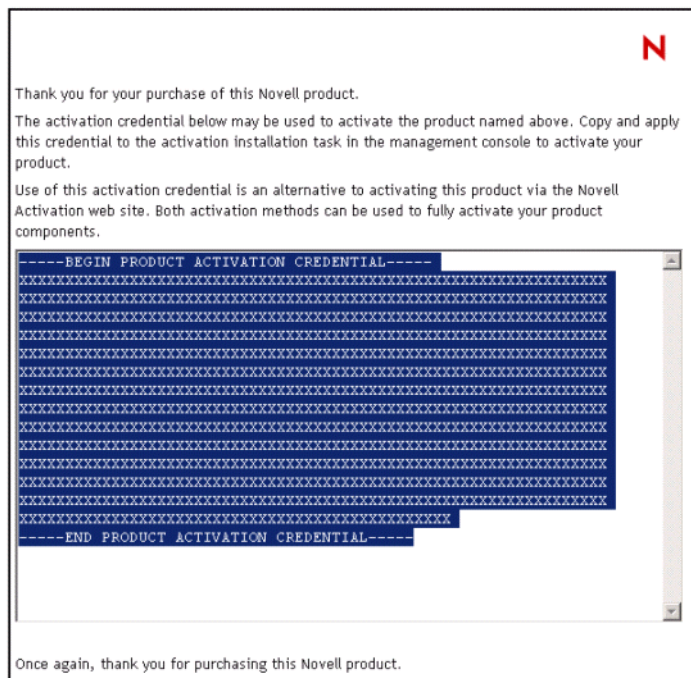 N
Thank you for your purchase of this Novell product.
The activation credential below may be used to activate the product named above. Copy and apply
this credential to the activation installation task in the management console to activate your
product.
Use of this activation credential is an alternative to activating this product via the Novell
Activation web site. Both activation methods can be used to fully activate your product
components.
-----BEGIN PRODUCT ACTIVATION CREDENTIAL-----
XXXXXXXXXXXXXXXXXXXXXXXXXXXXXXXXXXXXXXXXXXXXXXXXXXXXXXXXXXXXXXXX
XXXXXXXXXXXXXXXXXXXXXXXXXXXXXXXXXXXXXXXXXXXXXXXXXXXXXXXXXXXXXXXX
XXXXXXXXXXXXXXXXXXXXXXXXXXXXXXXXXXXXXXXXXXXXXXXXXXXXXXXXXXXXXXXX
XXXXXXXXXXXXXXXXXXXXXXXXXXXXXXXXXXXXXXXXXXXXXXXXXXXXXXXXXXXXXXXX
XXXXXXXXXXXXXXXXXXXXXXXXXXXXXXXXXXXXXXXXXXXXXXXXXXXXXXXXXXXXXXXX
XXXXXXXXXXXXXXXXXXXXXXXXXXXXXXXXXXXXXXXXXXXXXXXXXXXXXXXXXXXXXXXX
XXXXXXXXXXXXXXXXXXXXXXXXXXXXXXXXXXXXXXXXXXXXXXXXXXXXXXXXXXXXXXXX
XXXXXXXXXXXXXXXXXXXXXXXXXXXXXXXXXXXXXXXXXXXXXXXXXXXXXXXXXXXXXXXX
XXXXXXXXXXXXXXXXXXXXXXXXXXXXXXXXXXXXXXXXXXXXXXXXXXXXXXXXXXXXXXXX
XXXXXXXXXXXXXXXXXXXXXXXXXXXXXXXXXXXXXXXXXXXXXXXXXXXXXXXXXXXXXXXX
XXXXXXXXXXXXXXXXXXXXXXXXXXXXXXXXXXXXXXXXXXXXXXXXXXXXXXXXXXXXXXXX
XXXXXXXXXXXXXXXXXXXXXXXXXXXXXXXXXXXXXXXXXXXXXXXXXXXXXXXXXXXXXXXX
XXXXXXXXXXXXXXXXXXXXXXXXXXXXXXXXXXXXXXXXXXXXXXXXXXXXXXXXXXXXXXXX
XXXXXXXXXXXXXXXXXXXXXXXXXXXXXXXXXXXXXXXXXXXXXXX
-----END PRODUCT ACTIVATION CREDENTIAL-----
Once again, thank you for purchasing this Novell product.